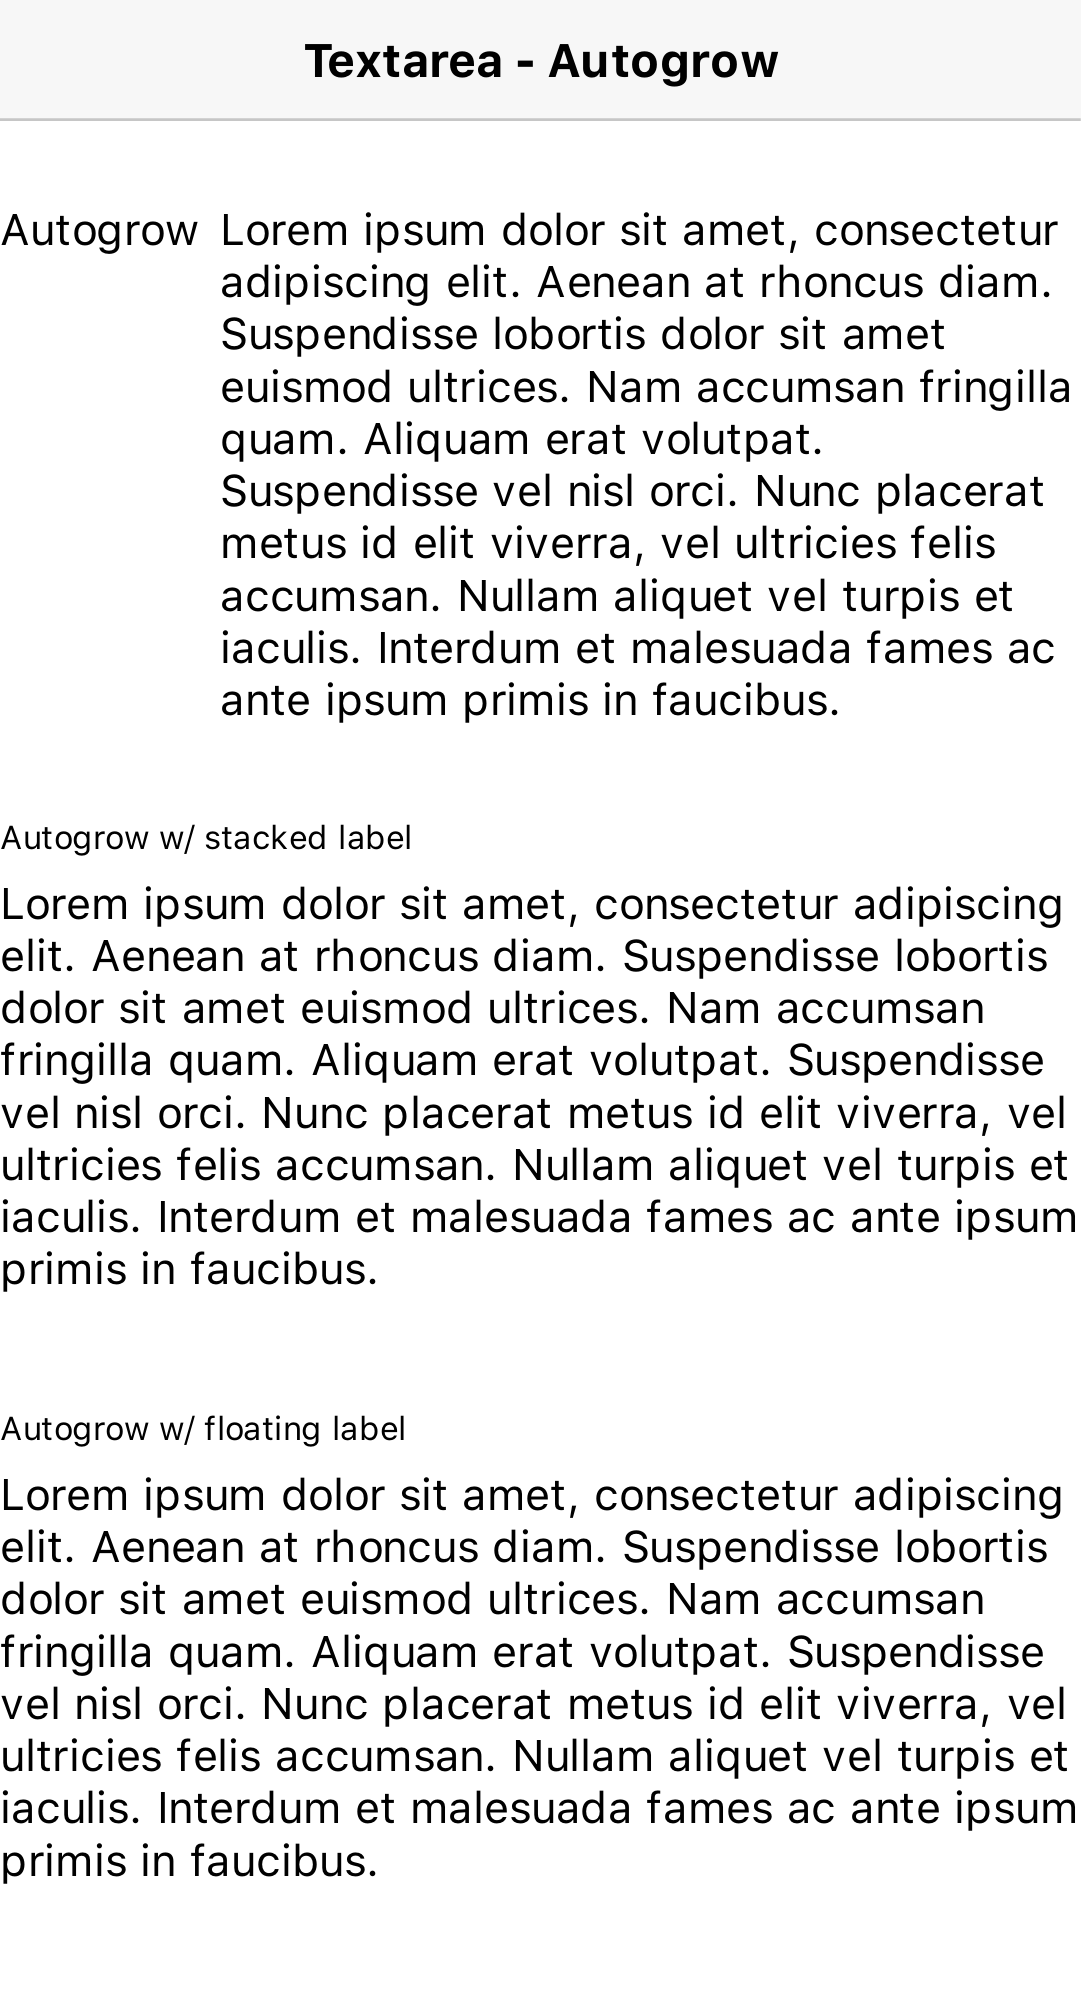 Textarea - Autogrow
Autogrow Lorem ipsum dolor sit amet, consectetur
adipiscing elit. Aenean at rhoncus diam.
Suspendisse lobortis dolor sit amet
euismod ultrices. Nam accumsan fringilla
quam. Aliquam erat volutpat.
Suspendisse vel nisl orci. Nunc placerat
metus id elit viverra, vel ultricies felis
accumsan. Nullam aliquet vel turpis et
iaculis. Interdum et malesuada fames ac
ante ipsum primis in faucibus.
Autogrow w/ stacked label
Lorem ipsum dolor sit amet, consectetur adipiscing
elit. Aenean at rhoncus diam. Suspendisse lobortis
dolor sit amet euismod ultrices. Nam accumsan
fringilla quam. Aliquam erat volutpat. Suspendisse
vel nisl orci. Nunc placerat metus id elit viverra, vel
ultricies felis accumsan. Nullam aliquet vel turpis et
iaculis. Interdum et malesuada fames ac ante ipsum
primis in faucibus.
Autogrow w/ floating label
Lorem ipsum dolor sit amet, consectetur adipiscing
elit. Aenean at rhoncus diam. Suspendisse lobortis
dolor sit amet euismod ultrices. Nam accumsan
fringilla quam. Aliquam erat volutpat. Suspendisse
vel nisl orci. Nunc placerat metus id elit viverra, vel
ultricies felis accumsan. Nullam aliquet vel turpis et
iaculis. Interdum et malesuada fames ac ante ipsum
primis in faucibus.